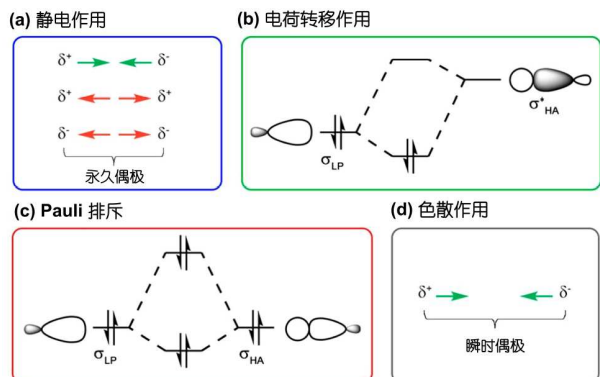 (a) 静电作用
δ⁺ δ⁻
δ⁺ δ⁺
δ⁻ δ⁻
永久偶极
(b) 电荷转移作用
σLP
σ*HA
(c) Pauli 排斥
σLP
σHA
(d) 色散作用
δ⁺ δ⁻
瞬时偶极